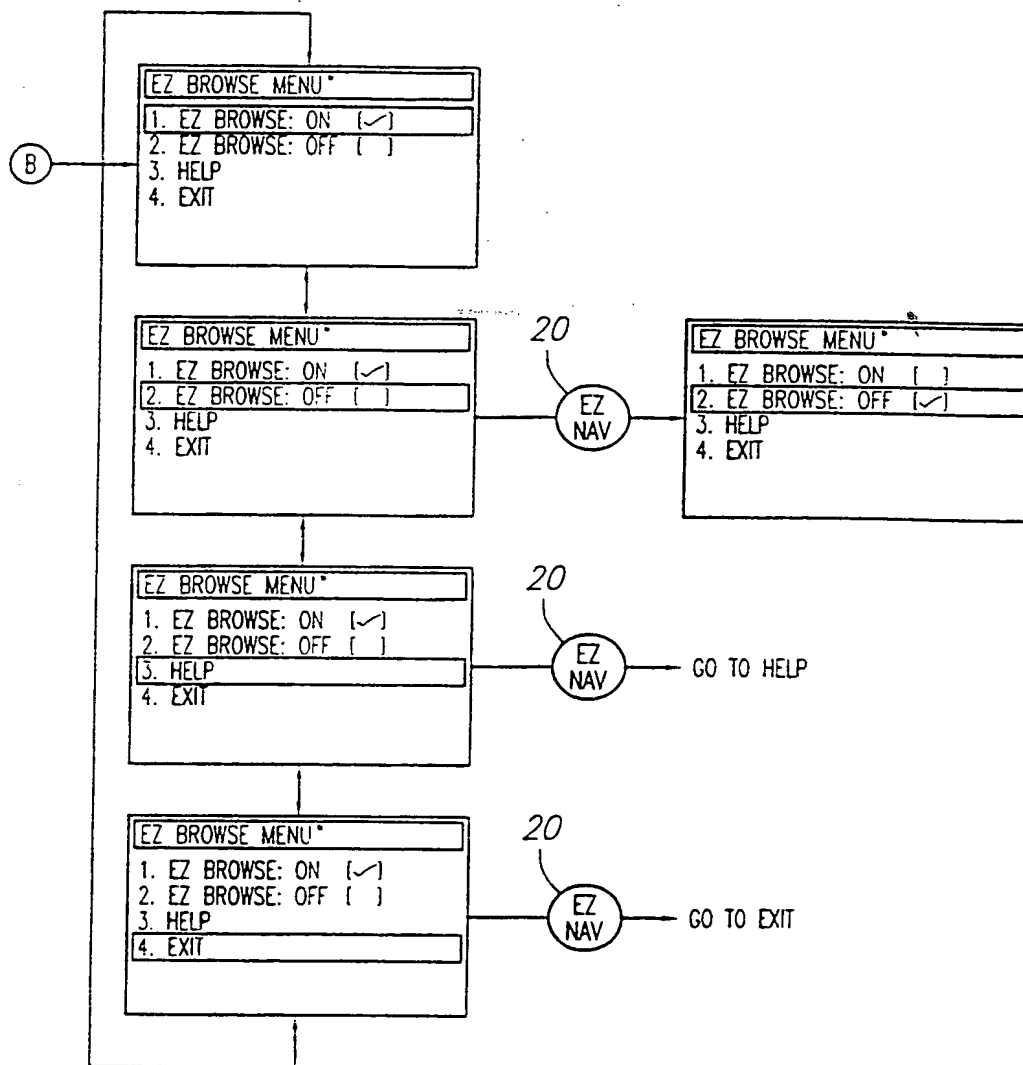 EZ BROWSE MENU*
1. EZ BROWSE: ON [✓]
2. EZ BROWSE: OFF [ ]
3. HELP
4. EXIT
B
EZ BROWSE MENU*
1. EZ BROWSE: ON [✓]
2. EZ BROWSE: OFF [ ]
3. HELP
4. EXIT
20
EZ
NAV
EZ BROWSE MENU*
1. EZ BROWSE: ON [ ]
2. EZ BROWSE: OFF [✓]
3. HELP
4. EXIT
EZ BROWSE MENU*
1. EZ BROWSE: ON [✓]
2. EZ BROWSE: OFF [ ]
3. HELP
4. EXIT
20
EZ
NAV
GO TO HELP
EZ BROWSE MENU*
1. EZ BROWSE: ON [✓]
2. EZ BROWSE: OFF [ ]
3. HELP
4. EXIT
20
EZ
NAV
GO TO EXIT